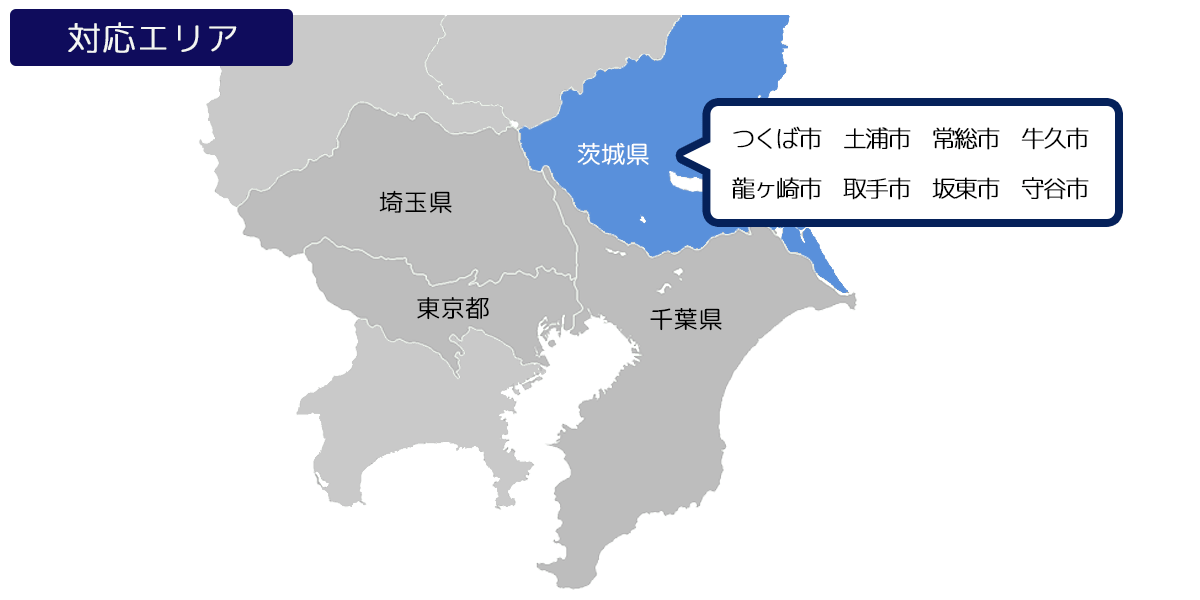 対応エリア
茨城県
つくば市 土浦市 常総市 牛久市
龍ヶ崎市 取手市 坂東市 守谷市
埼玉県
東京都
千葉県